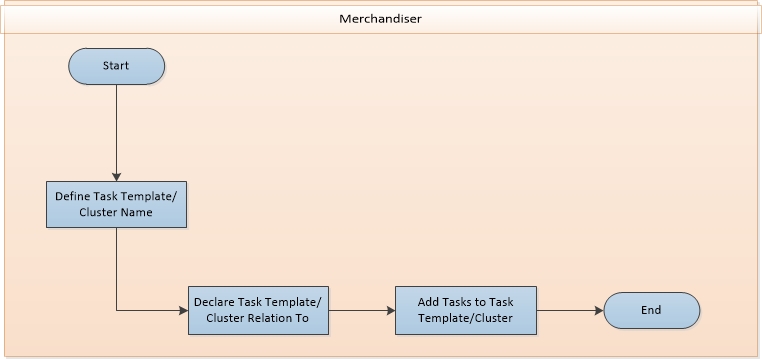 Merchandiser
Start
Define Task Template/
Cluster Name
Declare Task Template/
Cluster Relation To
Add Tasks to Task
Template/Cluster
End